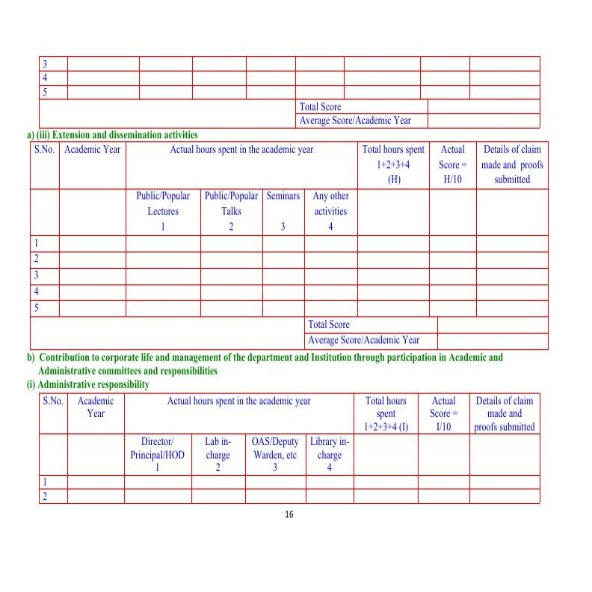 3
4
5
Total Score
Average Score/Academic Year
a) (iii) Extension and dissemination activities
S.No. Academic Year Actual hours spent in the academic year Total hours spent Actual Details of claim
1+2+3+4 Score = made and proofs
(H) H/10 submitted
Public/Popular Public/Popular Seminars Any other
Lectures Talks activities
1 2 3 4
1
2
3
4
5
Total Score
Average Score/Academic Year
b) Contribution to corporate life and management of the department and Institution through participation in Academic and
Administrative committees and responsibilities
(i) Administrative responsibility
S.No. Academic Actual hours spent in the academic year Total hours Actual Details of claim
Year spent Score = made and
1+2+3+4 (I) I/10 proofs submitted
Director/ Lab in- OAS/Deputy Library in-
Principal/HOD charge Warden, etc charge
1 2 3 4
1
2
16